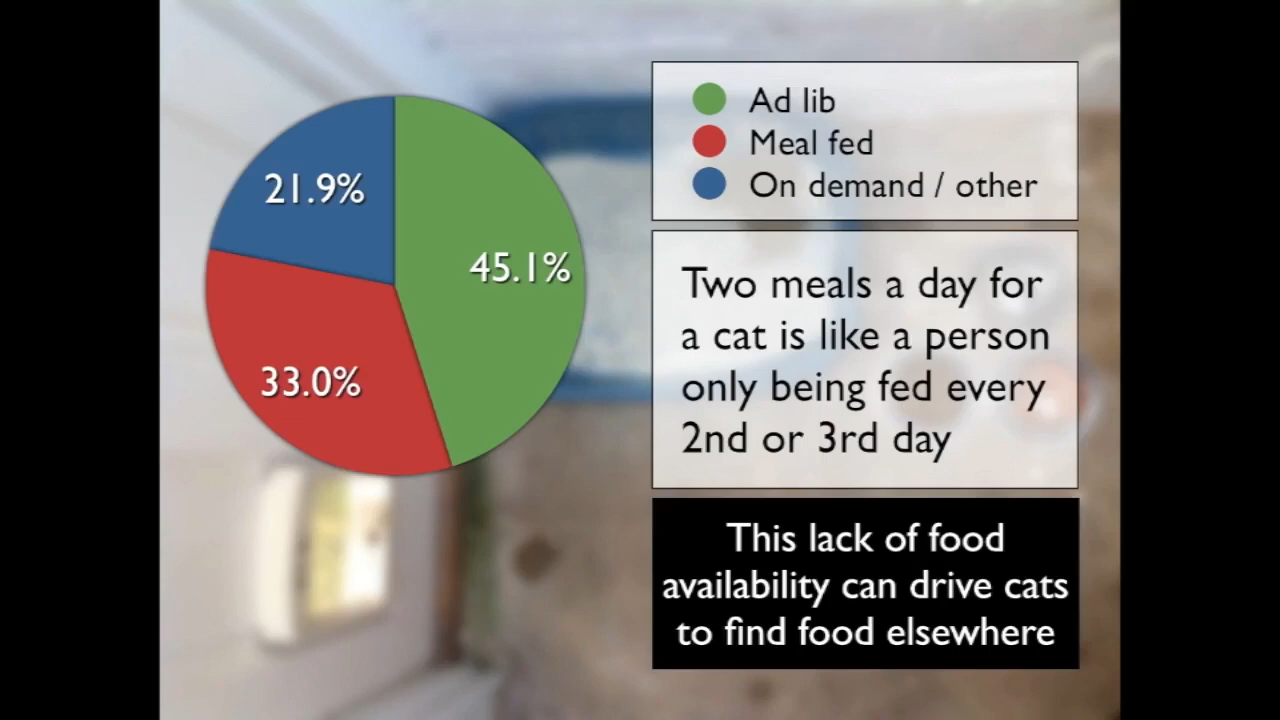 21.9%
45.1%
33.0%
Ad lib
Meal fed
On demand / other
Two meals a day for
a cat is like a person
only being fed every
2nd or 3rd day
This lack of food
availability can drive cats
to find food elsewhere